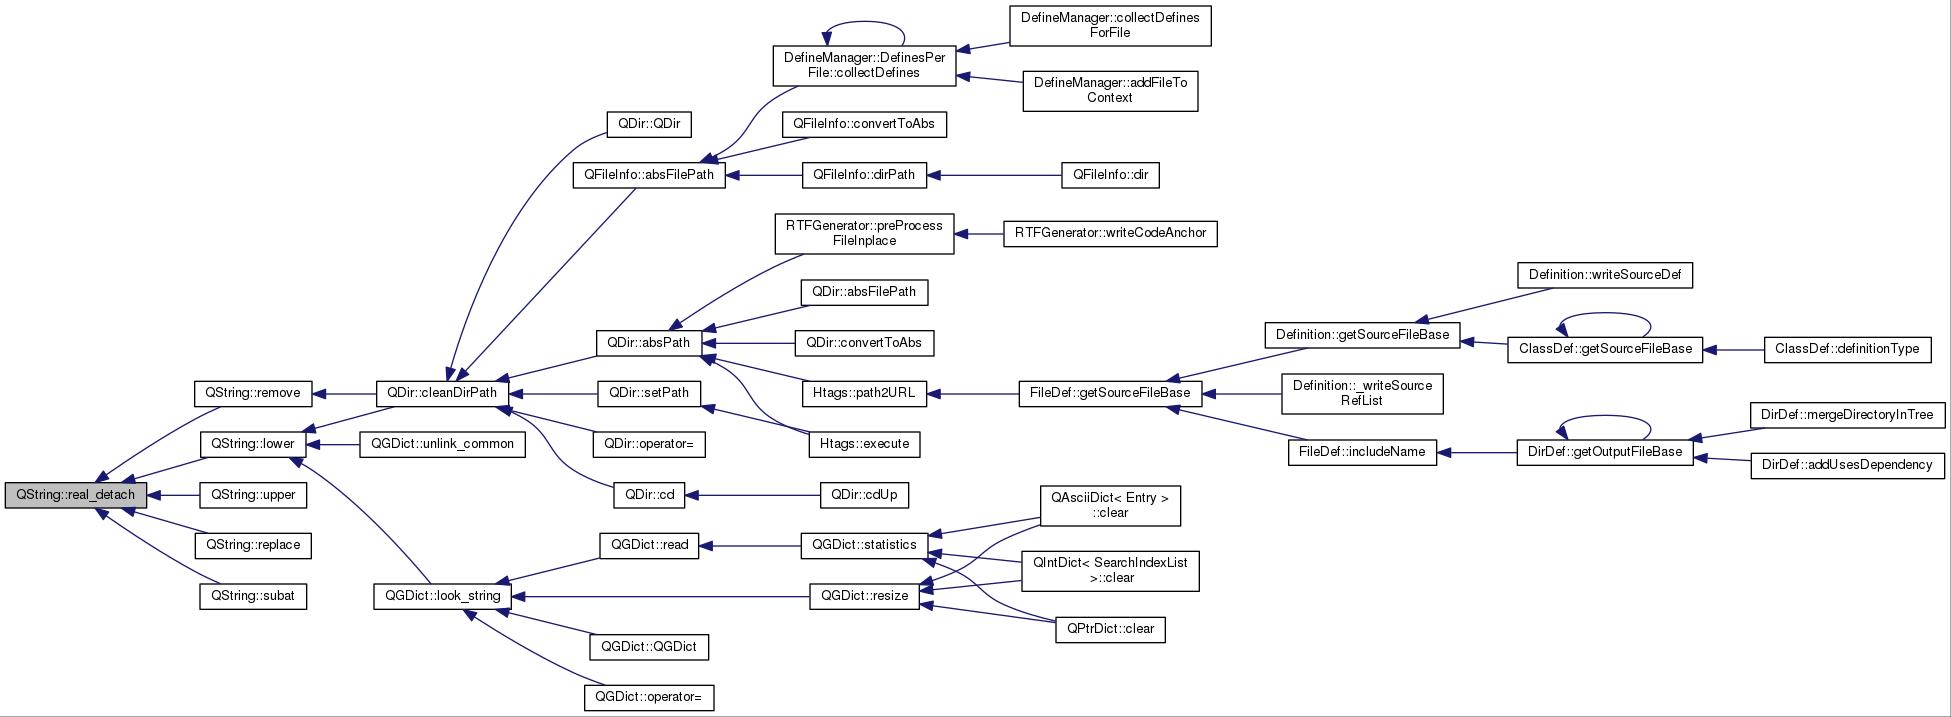 DefineManager::collectDefines
ForFile
DefineManager::DefinesPer
File::collectDefines
DefineManager::addFileTo
Context
QDir::QDir
QFileInfo::convertToAbs
QFileInfo::absFilePath
QFileInfo::dirPath
QFileInfo::dir
RTFGenerator::preProcess
FileInplace
RTFGenerator::writeCodeAnchor
Definition::writeSourceDef
QDir::absFilePath
Definition::getSourceFileBase
QDir::absPath
QDir::convertToAbs
ClassDef::getSourceFileBase
ClassDef::definitionType
QString::remove
QDir::cleanDirPath
QDir::setPath
Htags::path2URL
FileDef::getSourceFileBase
Definition::_writeSource
RefList
DirDef::mergeDirectoryInTree
QString::lower
QGDict::unlink_common
QDir::operator=
Htags::execute
FileDef::includeName
DirDef::getOutputFileBase
DirDef::addUsesDependency
QString::real_detach
QString::upper
QDir::cd
QDir::cdUp
QAsciiDict< Entry >
::clear
QString::replace
QGDict::read
QGDict::statistics
QIntDict< SearchIndexList
>::clear
QString::subat
QGDict::look_string
QGDict::resize
QPtrDict::clear
QGDict::QGDict
QGDict::operator=